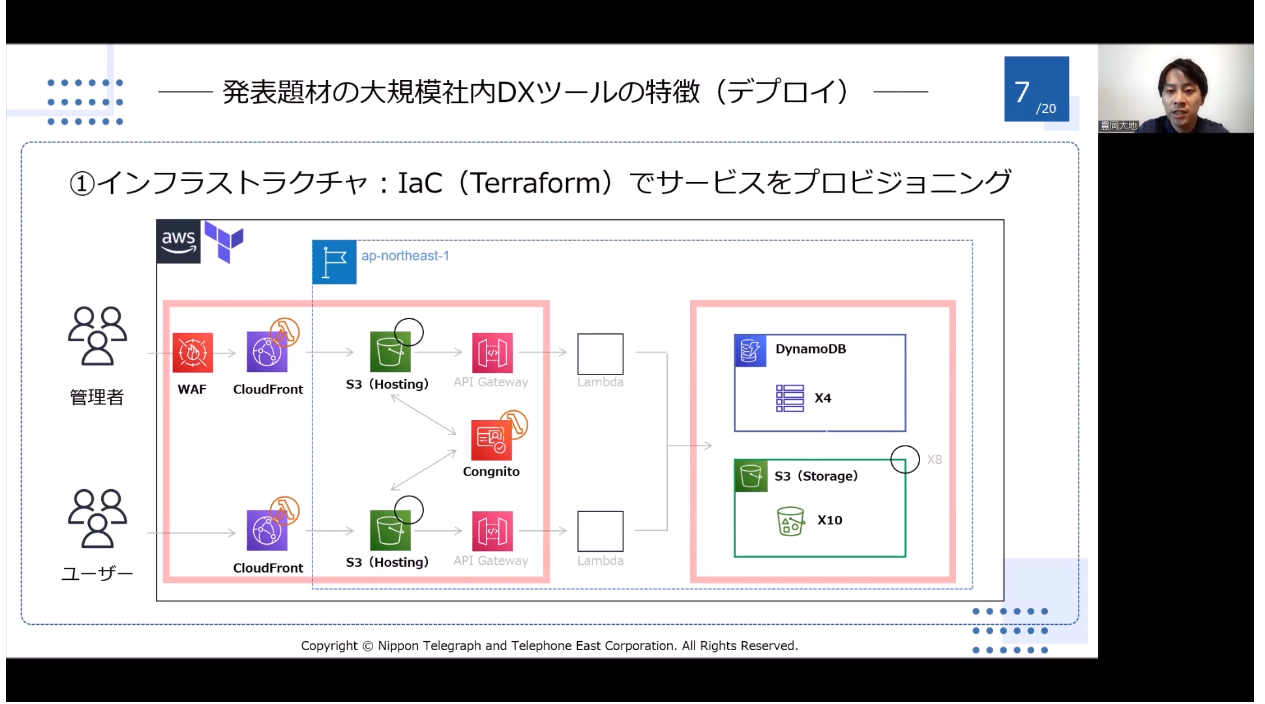 発表題材の大規模社内DXツールの特徴（デプロイ）
7
/20
豊岡大地
①インフラストラクチャ：IaC（Terraform）でサービスをプロビジョニング
aws
ap-northeast-1
管理者
WAF
CloudFront
S3（Hosting）
API Gateway
Lambda
DynamoDB
X4
Congnito
X8
S3（Storage）
X10
ユーザー
CloudFront
S3（Hosting）
API Gateway
Lambda
Copyright © Nippon Telegraph and Telephone East Corporation. All Rights Reserved.